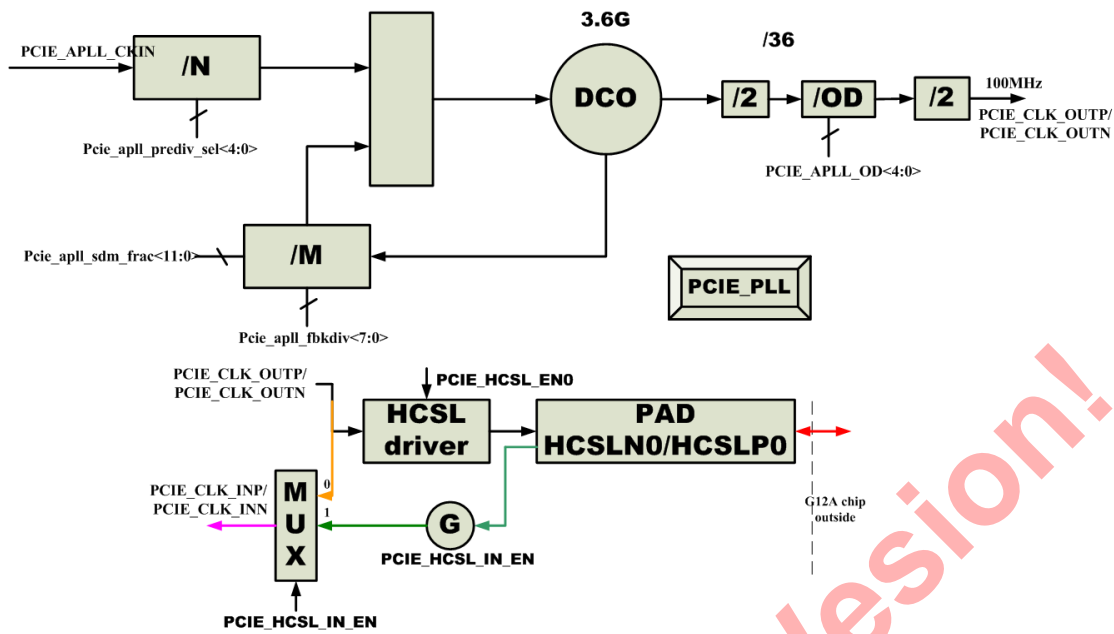 3.6G
/36
PCIE_APLL_CKIN
/N
DCO
/2
/OD
/2
100MHz
PCIE_CLK_OUTP/
PCIE_CLK_OUTN
Pcie_apll_prediv_sel<4:0>
PCIE_APLL_OD<4:0>
Pcie_apll_sdm_frac<11:0>
/M
PCIE_PLL
Pcie_apll_fbkdiv<7:0>
PCIE_CLK_OUTP/
PCIE_CLK_OUTN
PCIE_HCSL_EN0
HCSL
driver
PAD
HCSLN0/HCSLP0
G12A chip
outside
PCIE_CLK_INP/
PCIE_CLK_INN
M
U
X
0
1
G
PCIE_HCSL_IN_EN
PCIE_HCSL_IN_EN